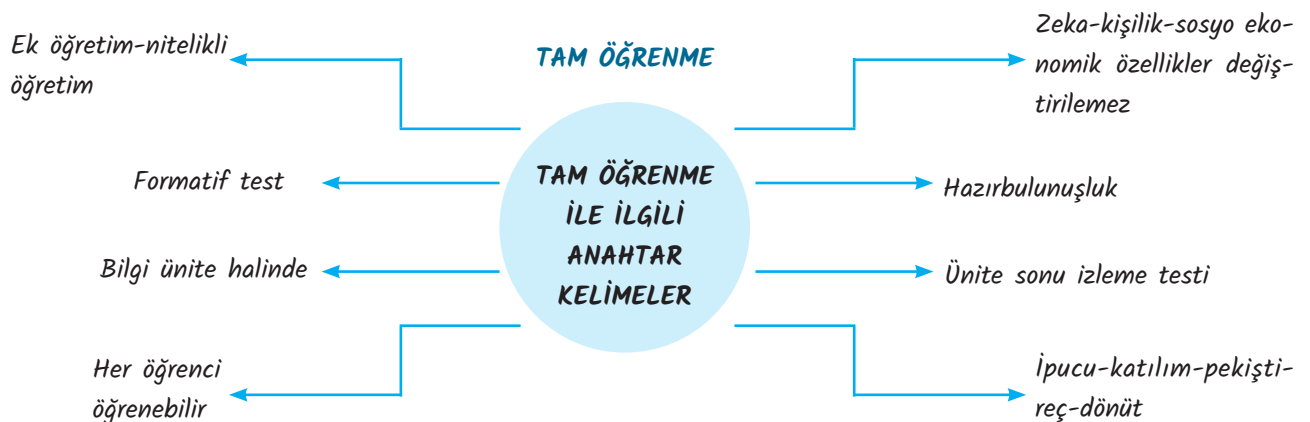 TAM ÖĞRENME
Ek öğretim-nitelikli
öğretim
Formatif test
Bilgi ünite halinde
Her öğrenci
öğrenebilir
TAM ÖĞRENME
İLE İLGİLİ
ANAHTAR
KELİMELER
Zeka-kişilik-sosyo eko-
nomik özellikler değiş-
tirilemez
Hazırbulunuşluk
Ünite sonu izleme testi
İpucu-katılım-pekişti-
reç-dönüt